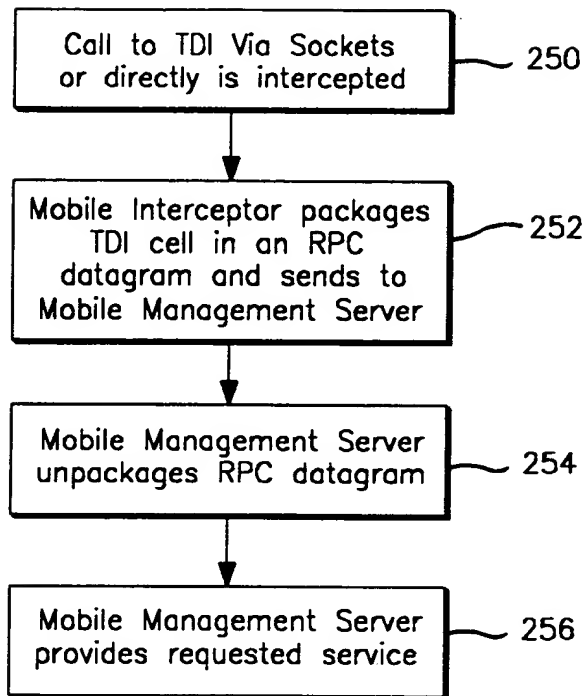 Call to TDI Via Sockets
or directly is intercepted
250
Mobile Interceptor packages
TDI cell in an RPC
datagram and sends to
Mobile Management Server
252
Mobile Management Server
unpackages RPC datagram
254
Mobile Management Server
provides requested service
256